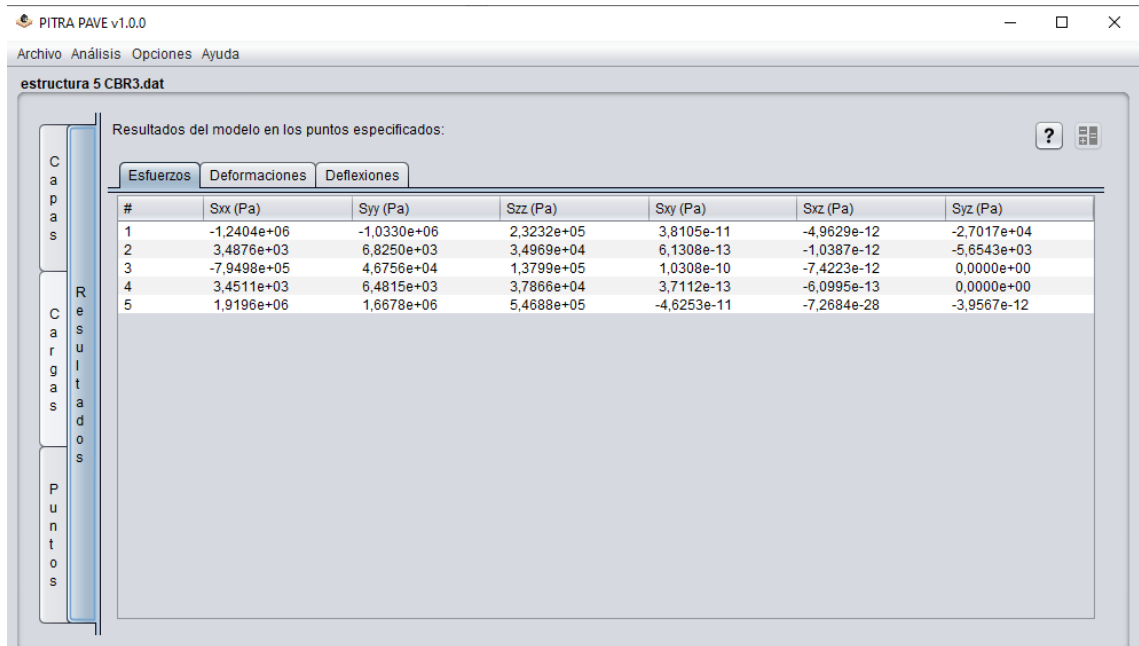 PITRA PAVE v1.0.0
Archivo Análisis Opciones Ayuda
estructura 5 CBR3.dat
Capas
Cargas
Puntos
Resultados
Resultados del modelo en los puntos especificados:
?
Esfuerzos Deformaciones Deflexiones
# Sxx (Pa) Syy (Pa) Szz (Pa) Sxy (Pa) Sxz (Pa) Syz (Pa)
1 -1,2404e+06 -1,0330e+06 2,3232e+05 3,8105e-11 -4,9629e-12 -2,7017e+04
2 3,4876e+03 6,8250e+03 3,4969e+04 6,1308e-13 -1,0387e-12 -5,6543e+03
3 -7,9498e+05 4,6756e+04 1,3799e+05 1,0308e-10 -7,4223e-12 0,0000e+00
4 3,4511e+03 6,4815e+03 3,7866e+04 3,7112e-13 -6,0995e-13 0,0000e+00
5 1,9196e+06 1,6678e+06 5,4688e+05 -4,6253e-11 -7,2684e-28 -3,9567e-12